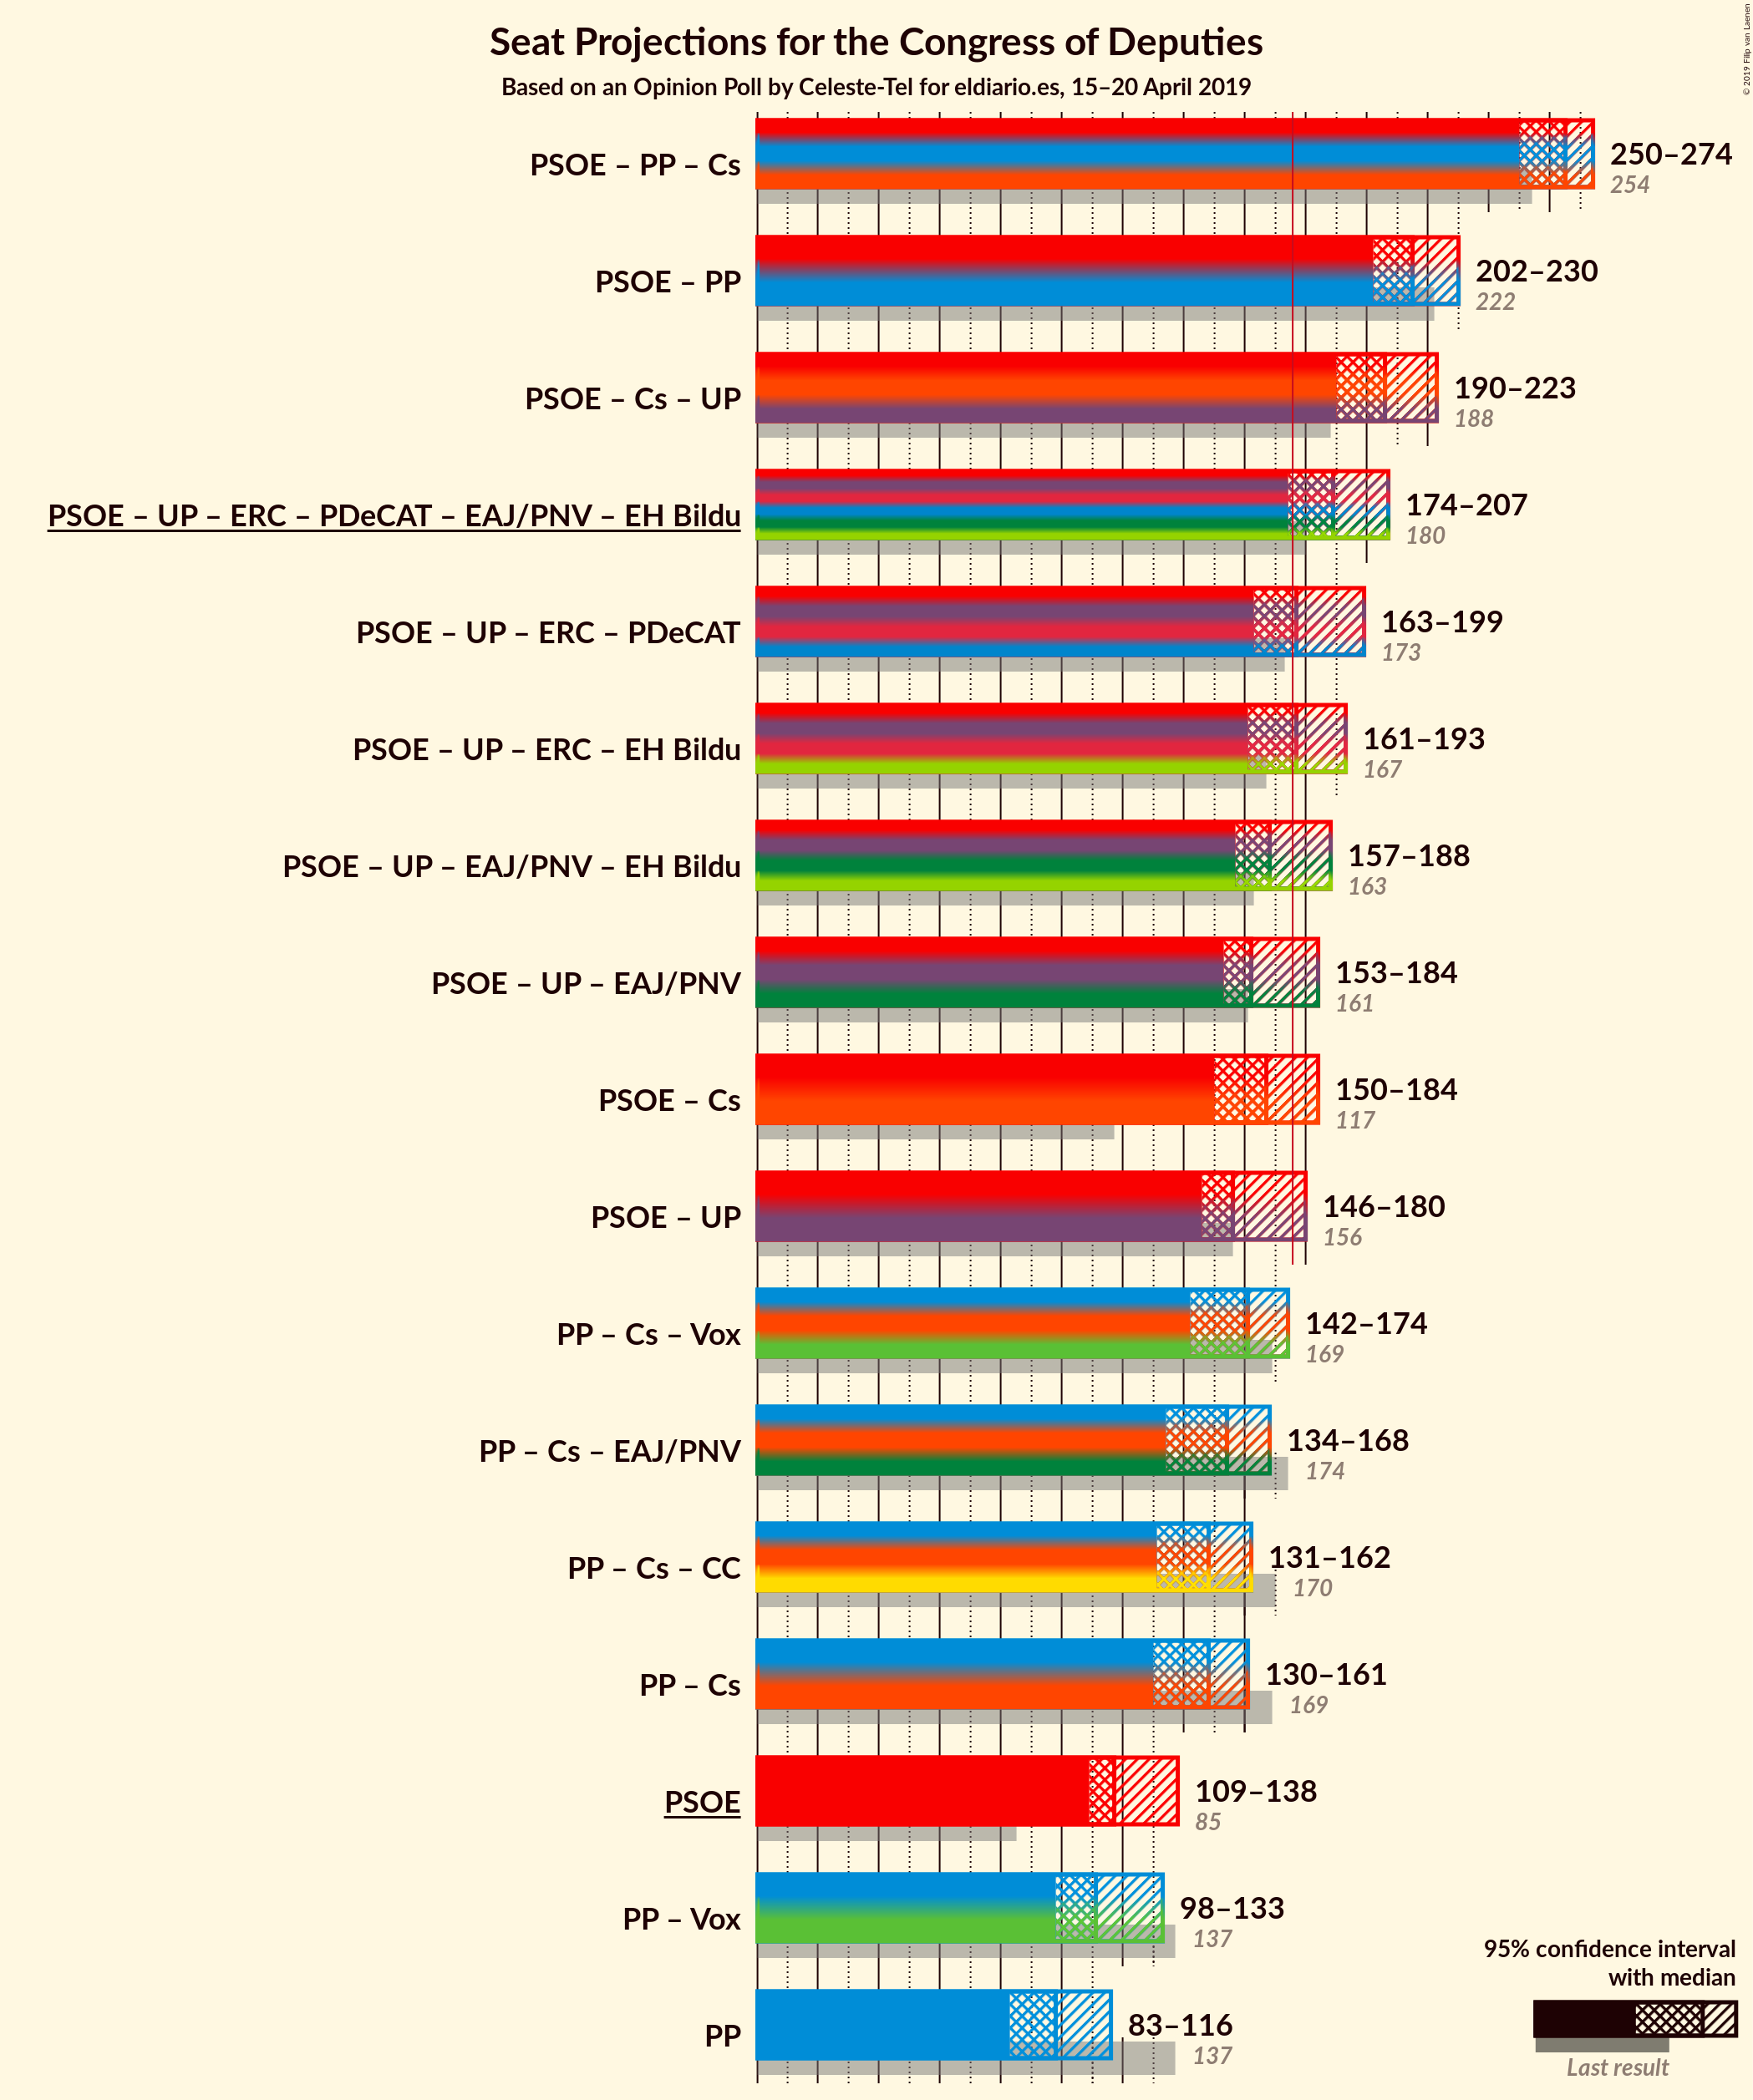 Seat Projections for the Congress of Deputies
Based on an Opinion Poll by Celeste-Tel for eldiario.es, 15–20 April 2019
© 2019 Filip van Laenen
PSOE – PP – Cs
250–274
254
PSOE – PP
202–230
222
PSOE – Cs – UP
190–223
188
PSOE – UP – ERC – PDeCAT – EAJ/PNV – EH Bildu
174–207
180
PSOE – UP – ERC – PDeCAT
163–199
173
PSOE – UP – ERC – EH Bildu
161–193
167
PSOE – UP – EAJ/PNV – EH Bildu
157–188
163
PSOE – UP – EAJ/PNV
153–184
161
PSOE – Cs
150–184
117
PSOE – UP
146–180
156
PP – Cs – Vox
142–174
169
PP – Cs – EAJ/PNV
134–168
174
PP – Cs – CC
131–162
170
PP – Cs
130–161
169
PSOE
109–138
85
PP – Vox
98–133
137
PP
83–116
137
95% confidence interval
with median
Last result